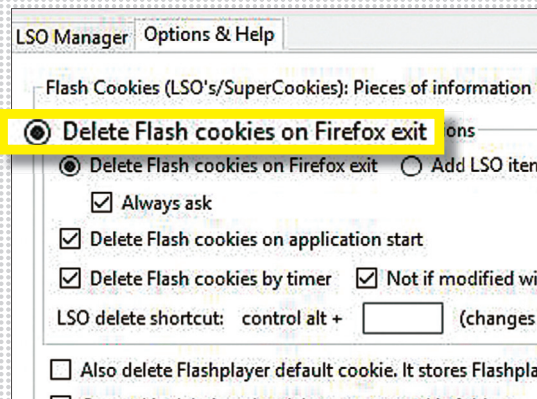 LSO Manager Options & Help
Flash Cookies (LSO's/SuperCookies): Pieces of information
Delete Flash cookies on Firefox exit ons
Delete Flash cookies on Firefox exit Add LSO iten
Always ask
Delete Flash cookies on application start
Delete Flash cookies by timer Not if modified wi
LSO delete shortcut: control alt + (changes
Also delete Flashplayer default cookie. It stores Flashpla